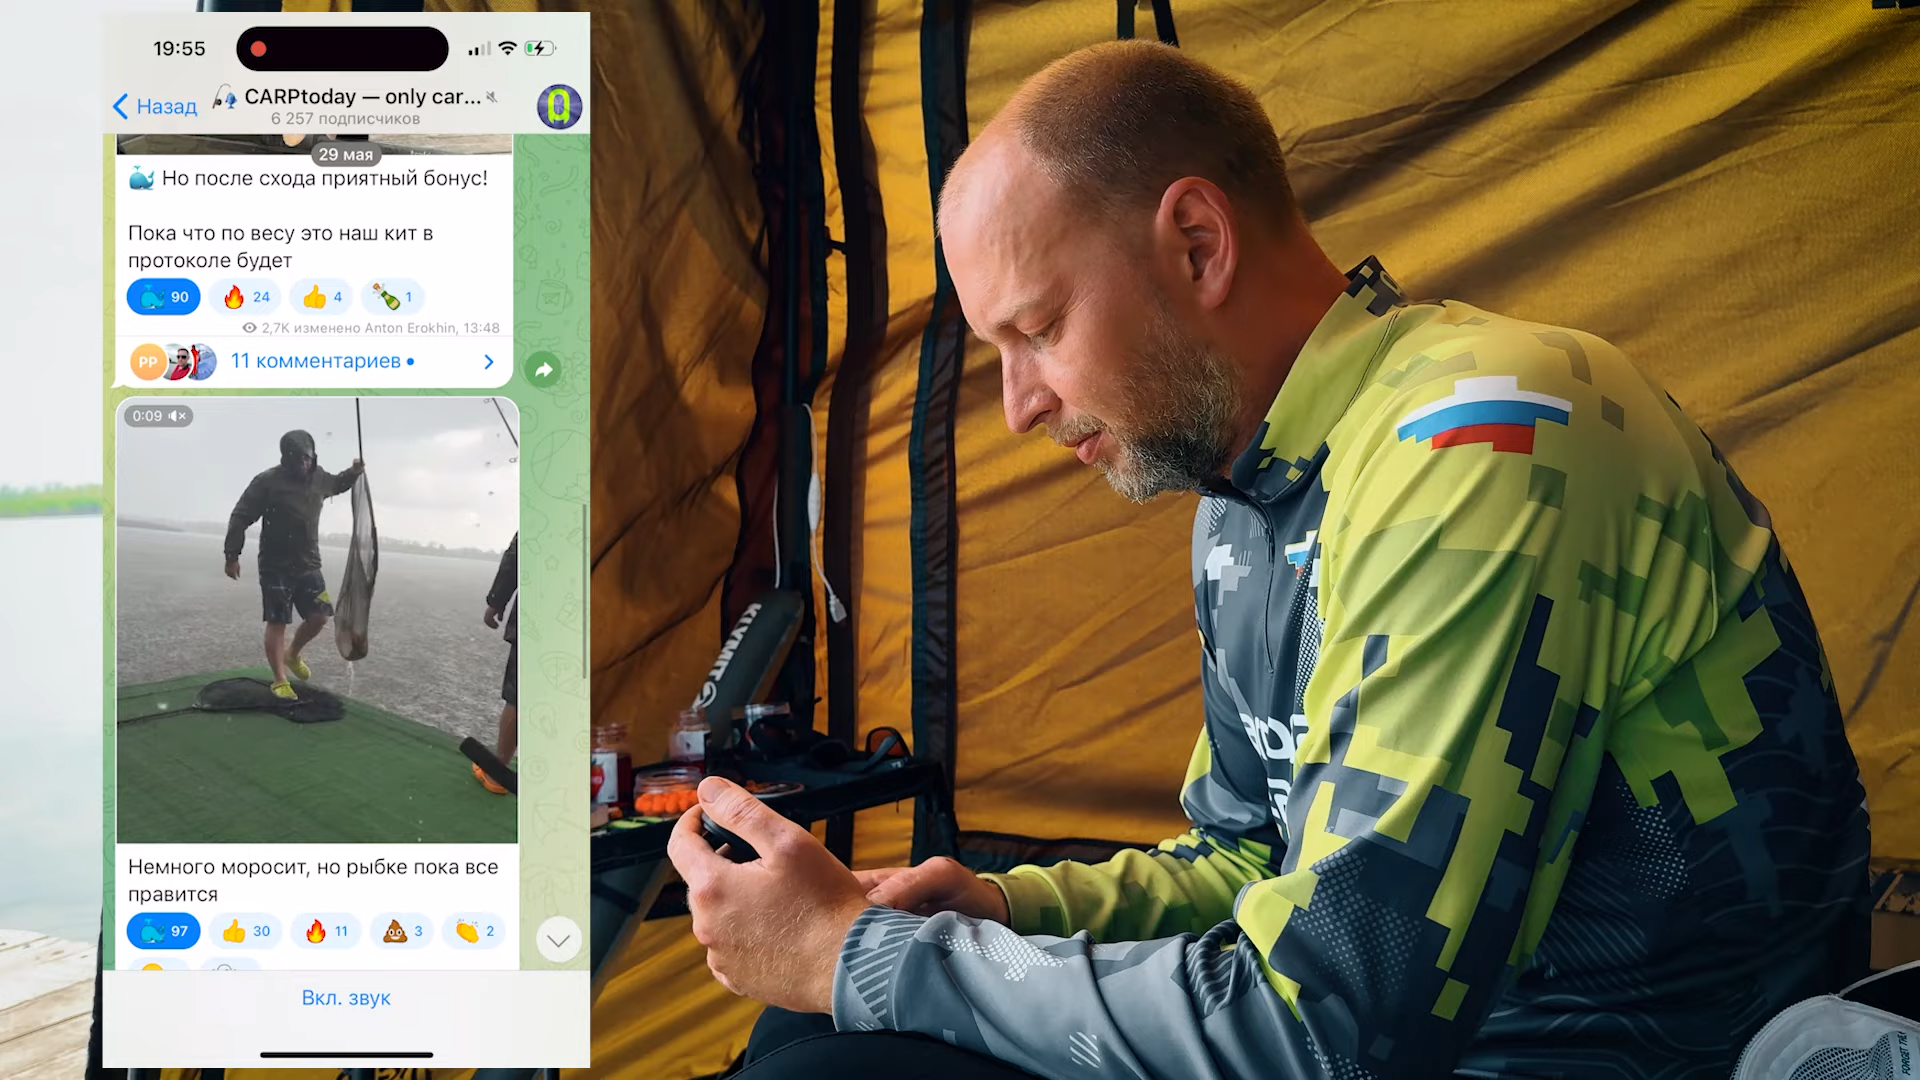 19:55
Назад
CARPtoday — only car...
6 257 подписчиков
29 мая
Но после схода приятный бонус!
Пока что по весу это наш кит в
протоколе будет
90
24
4
1
2,7K изменено Anton Erokhin, 13:48
PP
11 комментариев
0:09
Немного моросит, но рыбке пока все
правится
97
30
11
3
2
Вкл. звук
KLYMIT